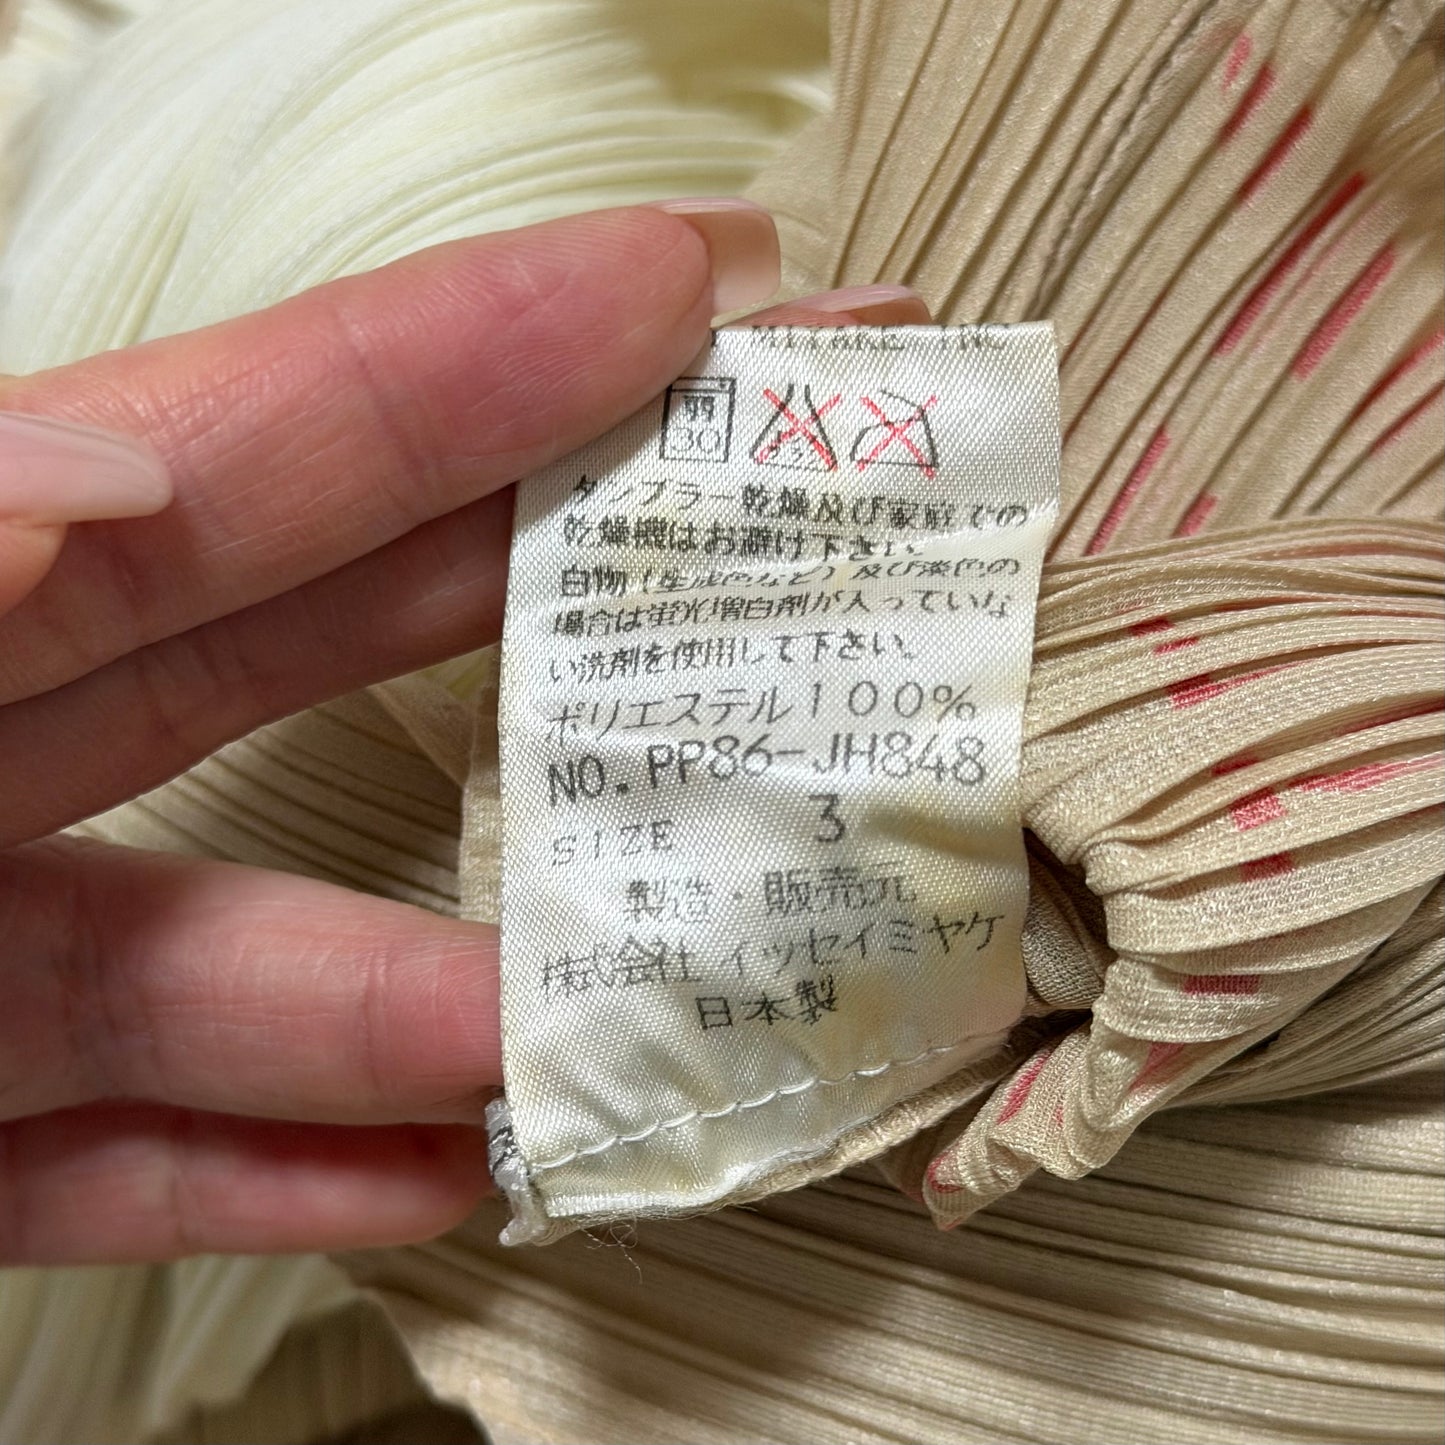 MIYAKE INC
弱
30
タンブラー乾燥及び家庭での
乾燥機はお避け下さい。
白物(生成色など)及び淡色の
場合は蛍光増白剤が入っていな
い洗剤を使用して下さい。
ポリエステル100%
NO. PP86-JH848
SIZE 3
製造・販売元
株式会社イッセイミヤケ
日本製